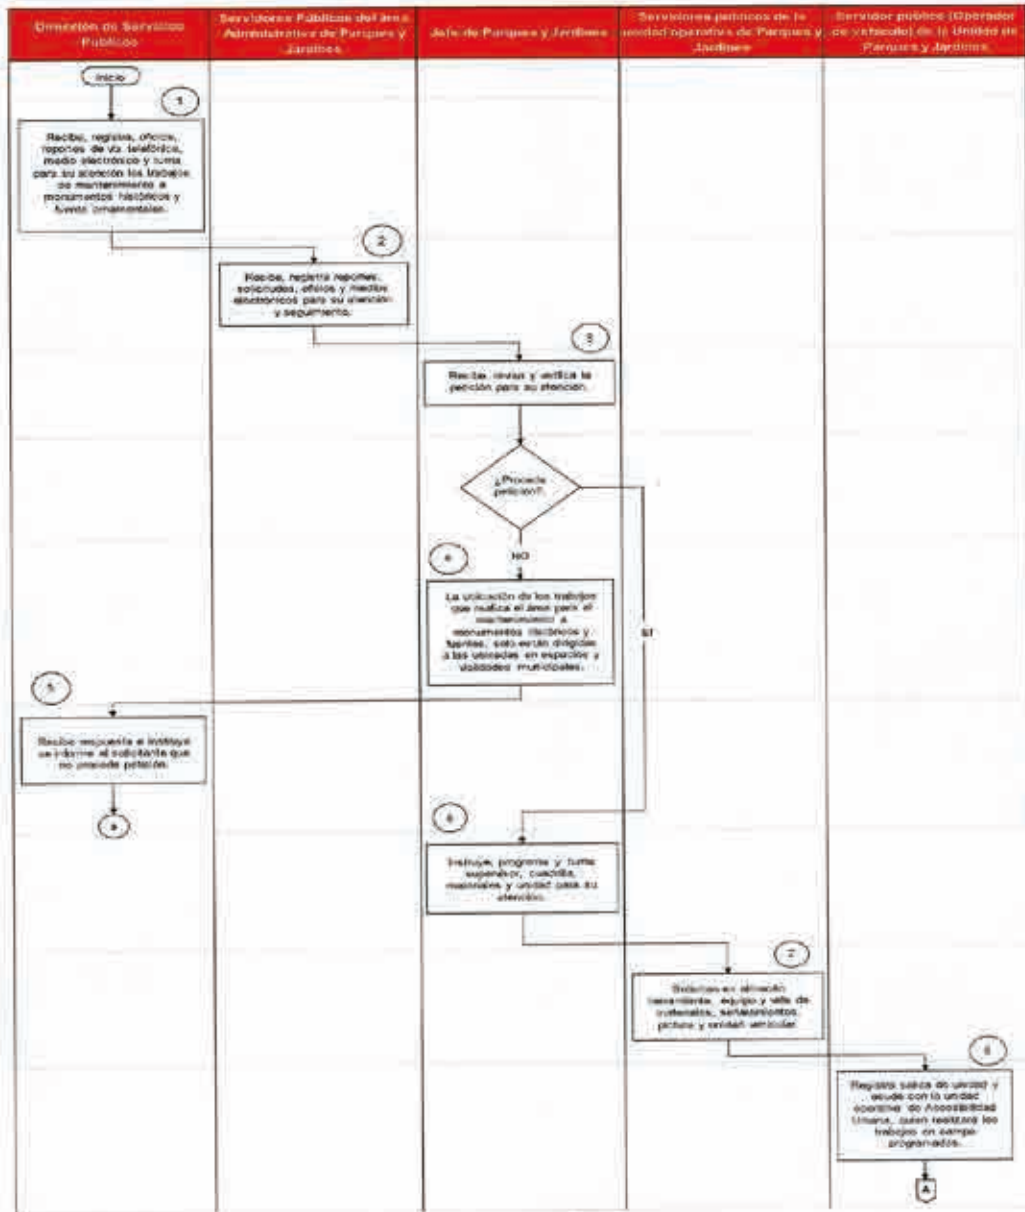 Dirección de Servicios
Públicos
Servidores Públicos del área
Administrativa de Parques y
Jardines
Jefe de Parques y Jardines
Servidores públicos de la
unidad operativa de Parques y
Jardines
Servidor público (Operador
de vehículo) de la Unidad de
Parques y Jardines
Inicio
1
Recibe, registra, oficios,
reportes de vía telefónica,
medio electrónico y turna
para su atención los trabajos
de mantenimiento a
monumentos históricos y
fuente ornamentales.
2
Recibe, registra reportes,
solicitudes, oficios y medios
electrónicos para su atención
y seguimiento.
3
Recibe, revisa y verifica la
petición para su atención.
¿Procede
petición?
NO
SI
4
La ubicación de los trabajos
que realiza el área para el
mantenimiento a
monumentos históricos y
fuentes, solo están dirigidas
a las ubicadas en espacios y
vialidades municipales.
5
Recibe respuesta e instruye
se informe al solicitante que
no procede petición.
a
6
Instruye, programa y turna
supervisor, cuadrilla,
materiales y unidad para su
atención.
7
en almacén
herramienta, equipo y vale de
materiales, señalamientos,
pintura y unidad vehicular.
8
Registra salida de unidad y
acude con la unidad
operativa de Accesibilidad
Urbana, quien realizará los
trabajos en campo
programados.
A